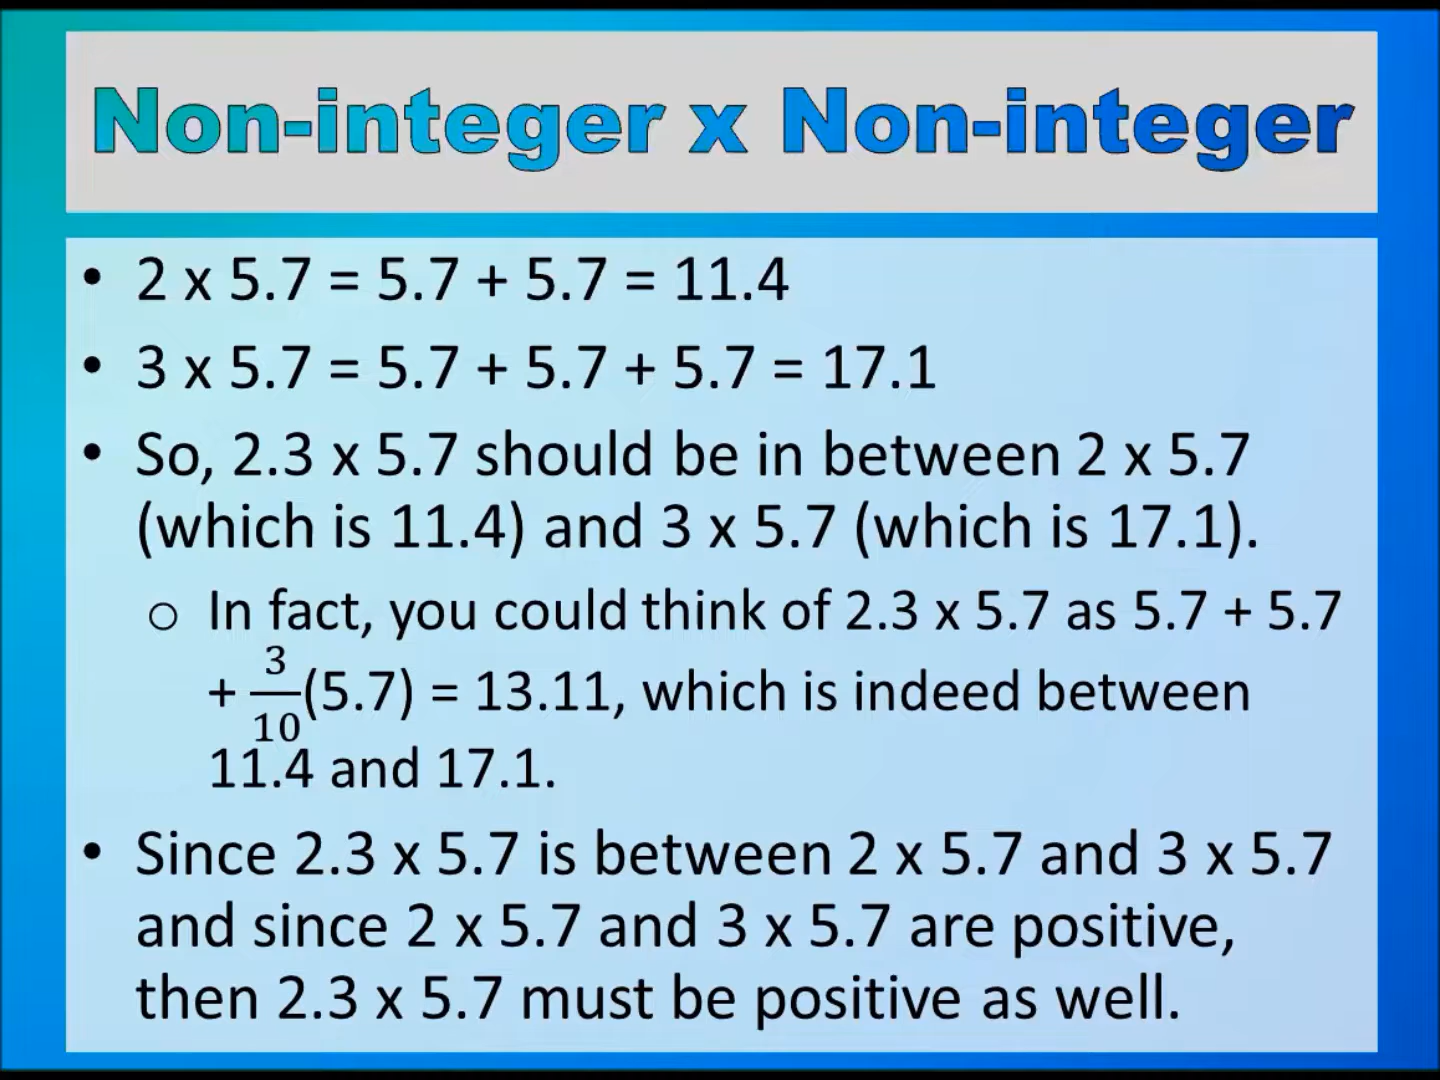 Non-integer x Non-integer
• 2 x 5.7 = 5.7 + 5.7 = 11.4
• 3 x 5.7 = 5.7 + 5.7 + 5.7 = 17.1
• So, 2.3 x 5.7 should be in between 2 x 5.7
(which is 11.4) and 3 x 5.7 (which is 17.1).
o In fact, you could think of 2.3 x 5.7 as 5.7 + 5.7
+ 3/10(5.7) = 13.11, which is indeed between
11.4 and 17.1.
• Since 2.3 x 5.7 is between 2 x 5.7 and 3 x 5.7
and since 2 x 5.7 and 3 x 5.7 are positive,
then 2.3 x 5.7 must be positive as well.